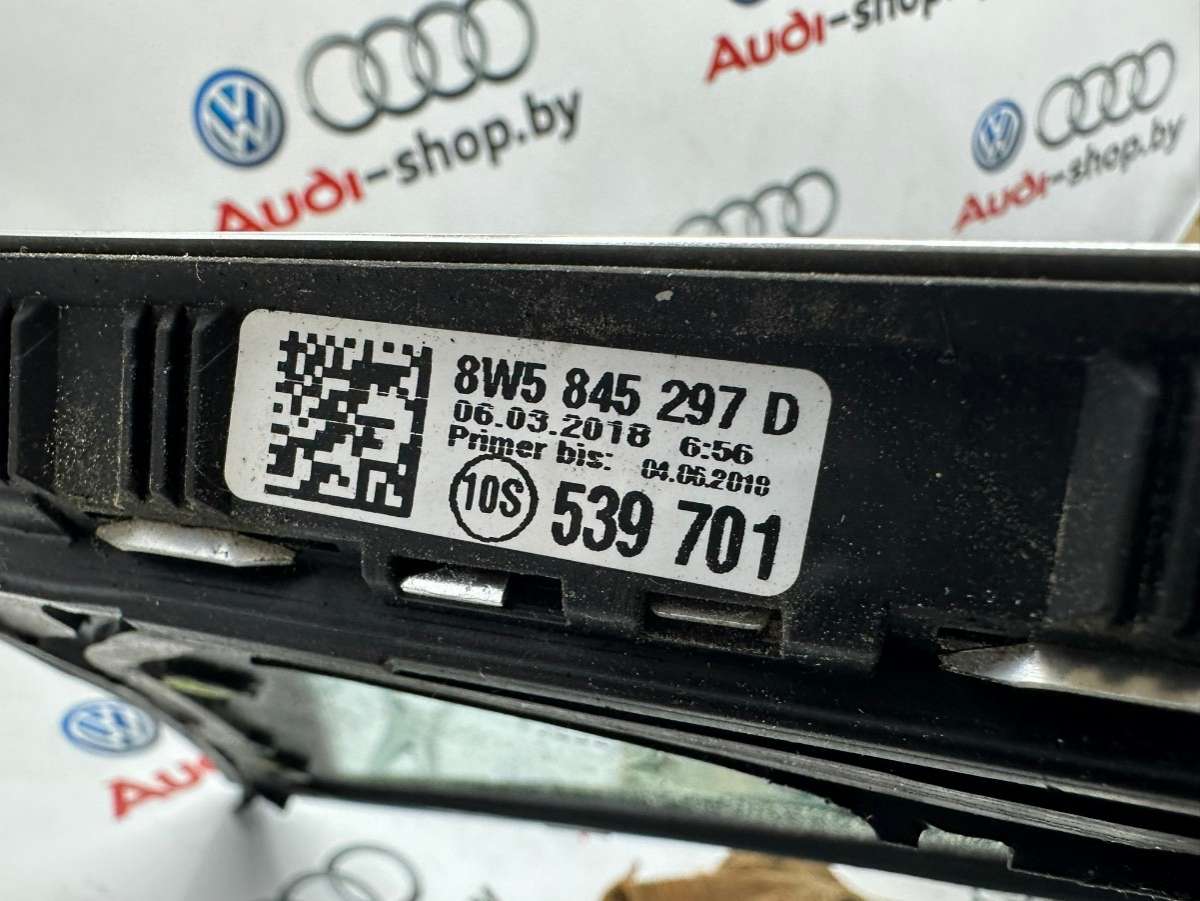 Audi-shop.by
Audi-shop.by
Audi-shop.by
8W5 845 297 D
06.03.2018 6:56
Primer bis: 04.06.2018
10S 539 701
Au